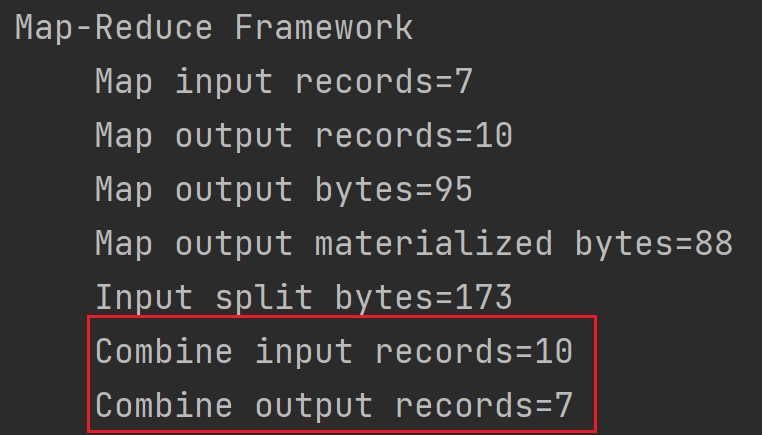 Map-Reduce Framework
Map input records=7
Map output records=10
Map output bytes=95
Map output materialized bytes=88
Input split bytes=173
Combine input records=10
Combine output records=7